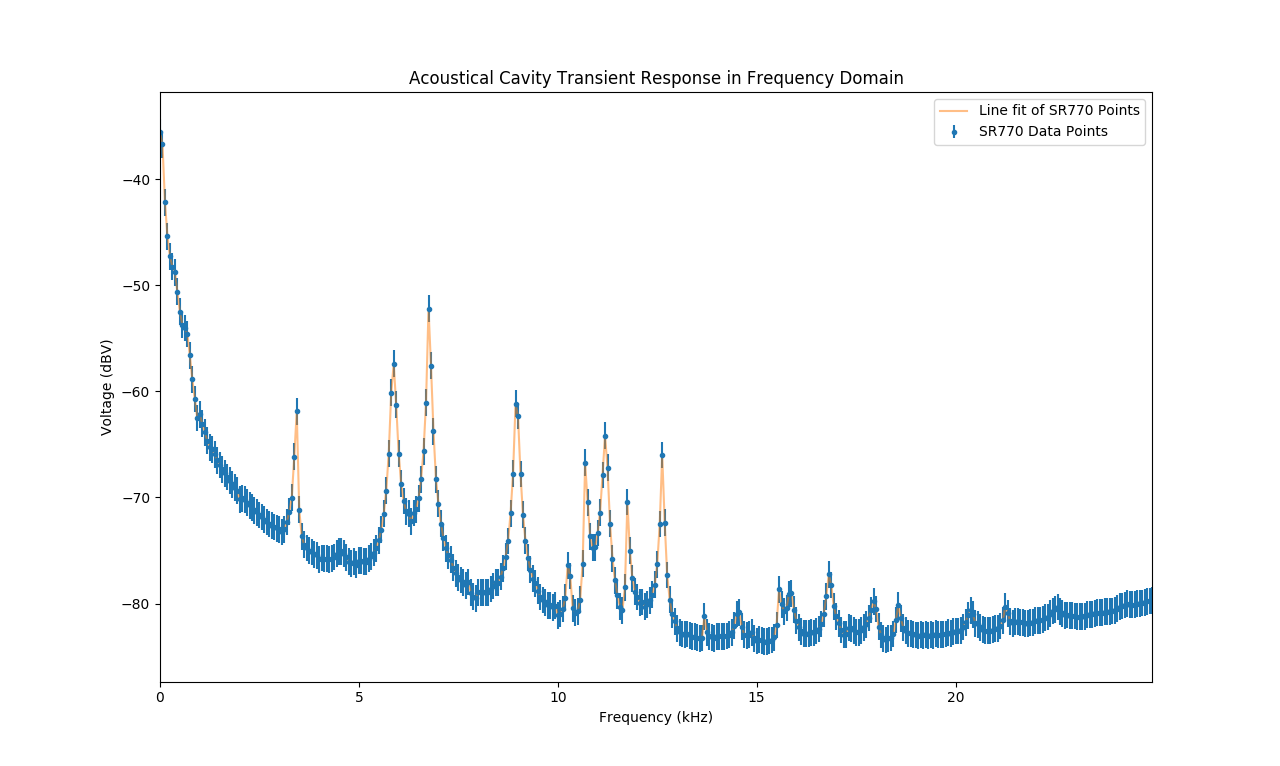 Acoustical Cavity Transient Response in Frequency Domain
Line fit of SR770 Points
SR770 Data Points
Voltage (dBV)
−40
−50
−60
−70
−80
0 5 10 15 20
Frequency (kHz)